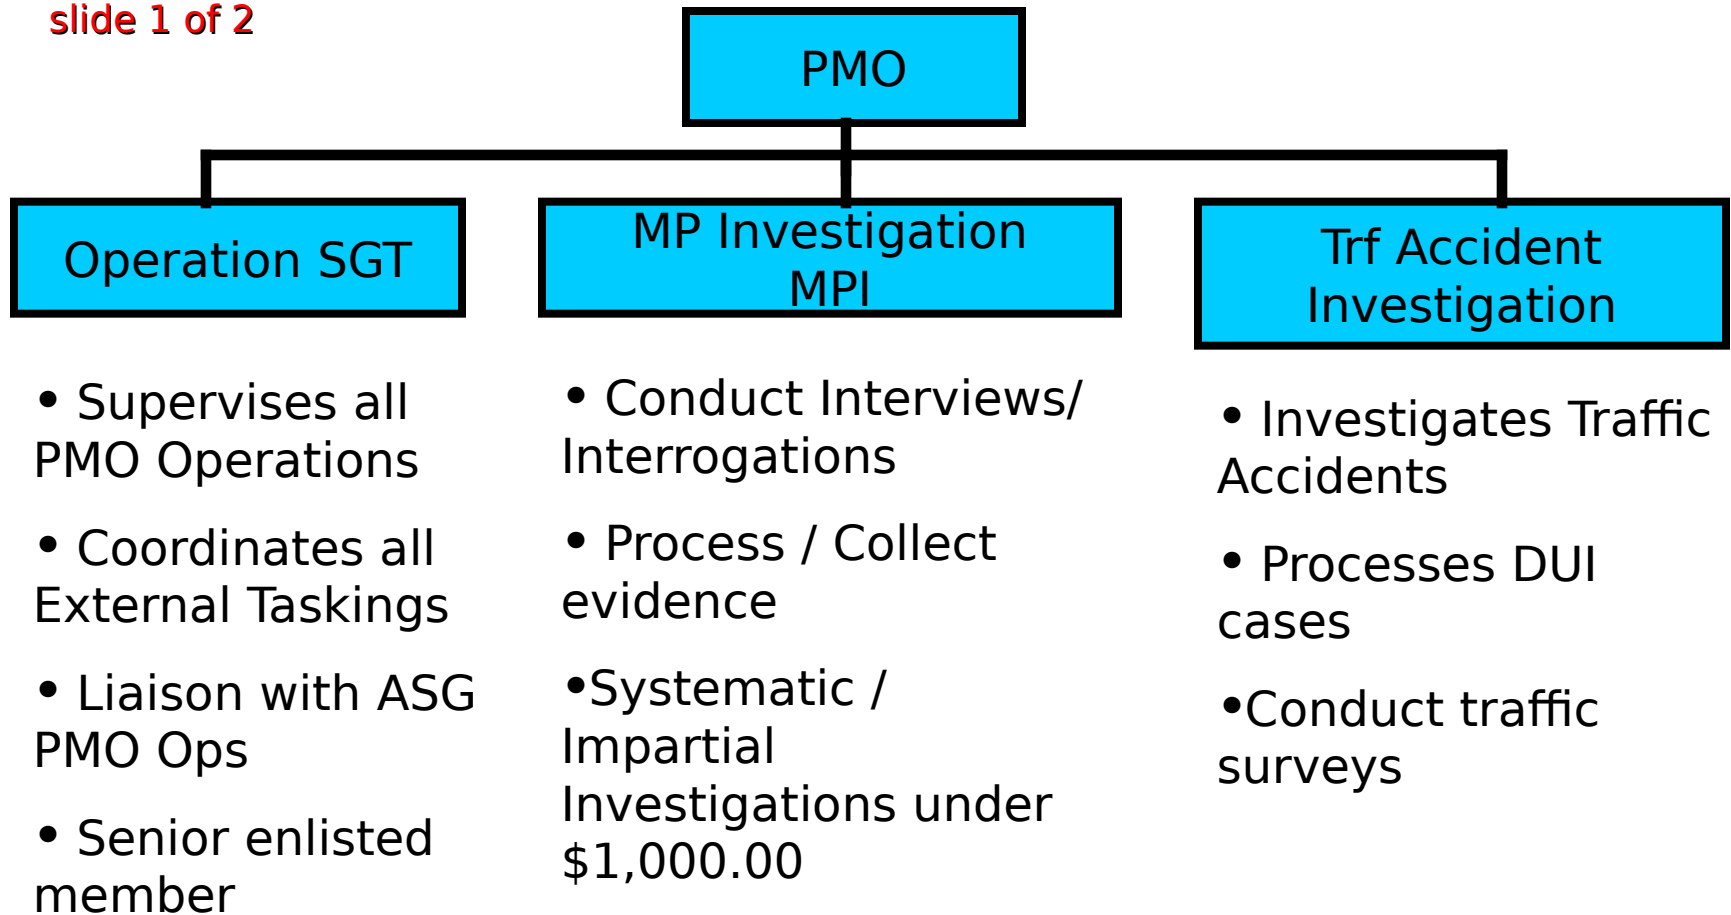 slide 1 of 2
PMO
Operation SGT
MP Investigation
MPI
Trf Accident
Investigation
• Supervises all
PMO Operations
• Coordinates all
External Taskings
• Liaison with ASG
PMO Ops
• Senior enlisted
member
• Conduct Interviews/
Interrogations
• Process / Collect
evidence
•Systematic /
Impartial
Investigations under
$1,000.00
• Investigates Traffic
Accidents
• Processes DUI
cases
•Conduct traffic
surveys